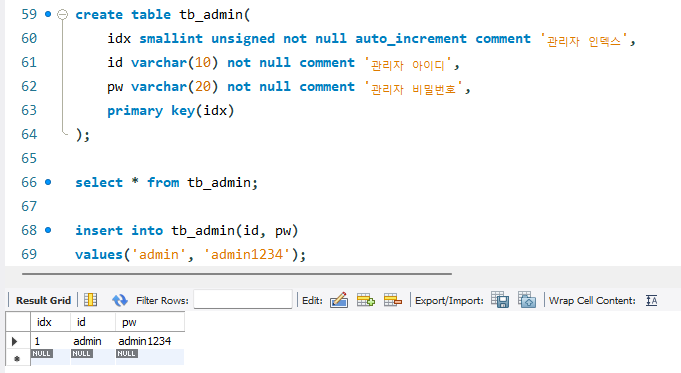 59 create table tb_admin(
60 idx smallint unsigned not null auto_increment comment '관리자 인덱스',
61 id varchar(10) not null comment '관리자 아이디',
62 pw varchar(20) not null comment '관리자 비밀번호',
63 primary key(idx)
64 );
65
66 select * from tb_admin;
67
68 insert into tb_admin(id, pw)
69 values('admin', 'admin1234');
Result Grid Filter Rows: Edit: Export/Import: Wrap Cell Content:
idx id pw
1 admin admin1234
NULL NULL NULL